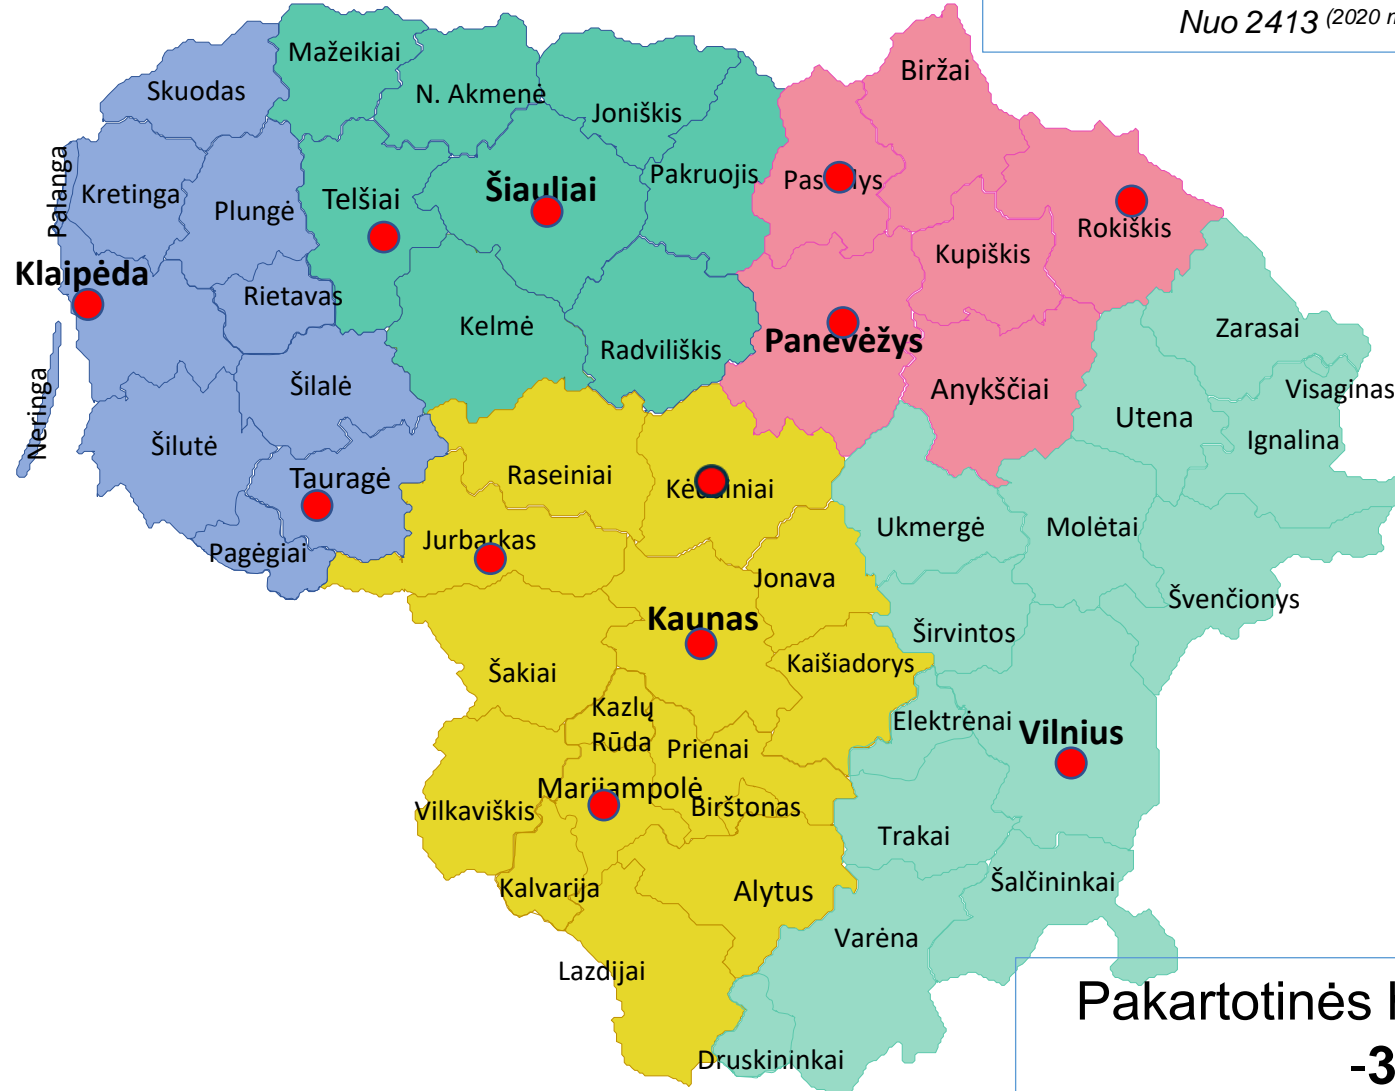 Nuo 2413 (2020
Mažeikiai
Biržai
Skuodas
N. Akmenė
Joniškis
Palanga
Kretinga
Plungė
Telšiai
Šiauliai
Pakruojis
Rokiškis
Kupiškis
Klaipėda
Rietavas
Kelmė
Radviliškis
Panevėžys
Zarasai
Neringa
Šilalė
Anykščiai
Visaginas
Utena
Ignalina
Šilutė
Tauragė
Raseiniai
Ukmergė
Molėtai
Pagėgiai
Jurbarkas
Jonava
Švenčionys
Kaunas
Širvintos
Šakiai
Kaišiadorys
Kazlų
Rūda
Prienai
Elektrėnai
Vilnius
Marijampolė
Vilkaviškis
Birštonas
Trakai
Kalvarija
Alytus
Šalčininkai
Varėna
Lazdijai
Pakartotinės
-3
Druskininkai